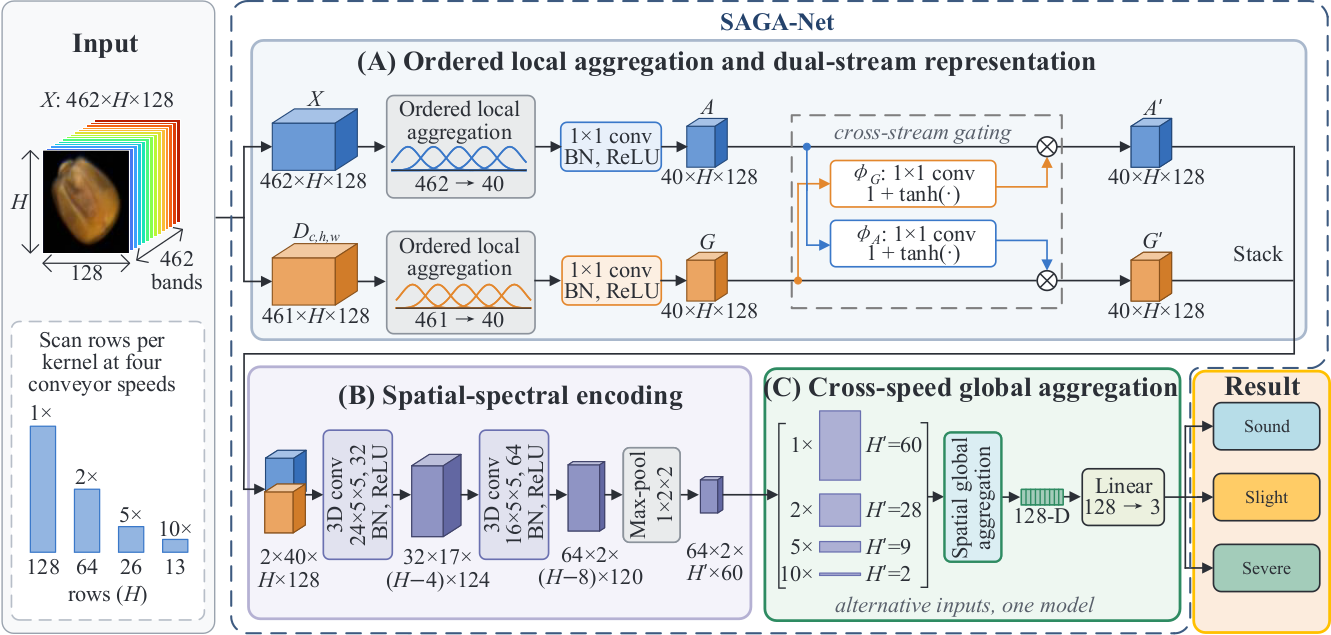 SAGA-Net
Input
X: 462×H×128
H
128
462
bands
Scan rows per
kernel at four
conveyor speeds
1×
2×
5×
10×
128 64 26 13
rows (H)
(A) Ordered local aggregation and dual-stream representation
X
462×H×128
Ordered local
aggregation
462 → 40
1×1 conv
BN, ReLU
A
40×H×128
cross-stream gating
ϕG: 1×1 conv
1 + tanh(·)
A′
40×H×128
Dc,h,w
461×H×128
Ordered local
aggregation
461 → 40
1×1 conv
BN, ReLU
G
40×H×128
ϕA: 1×1 conv
1 + tanh(·)
G′
40×H×128
Stack
(B) Spatial-spectral encoding
2×40×
H×128
3D conv
24×5×5, 32
BN, ReLU
32×17×
(H−4)×124
3D conv
16×5×5, 64
BN, ReLU
64×2×
(H−8)×120
Max-pool
1×2×2
64×2×
H′×60
(C) Cross-speed global aggregation
1× H′=60
2× H′=28
5× H′=9
10× H′=2
Spatial global
aggregation
128-D
Linear
128 → 3
alternative inputs, one model
Result
Sound
Slight
Severe